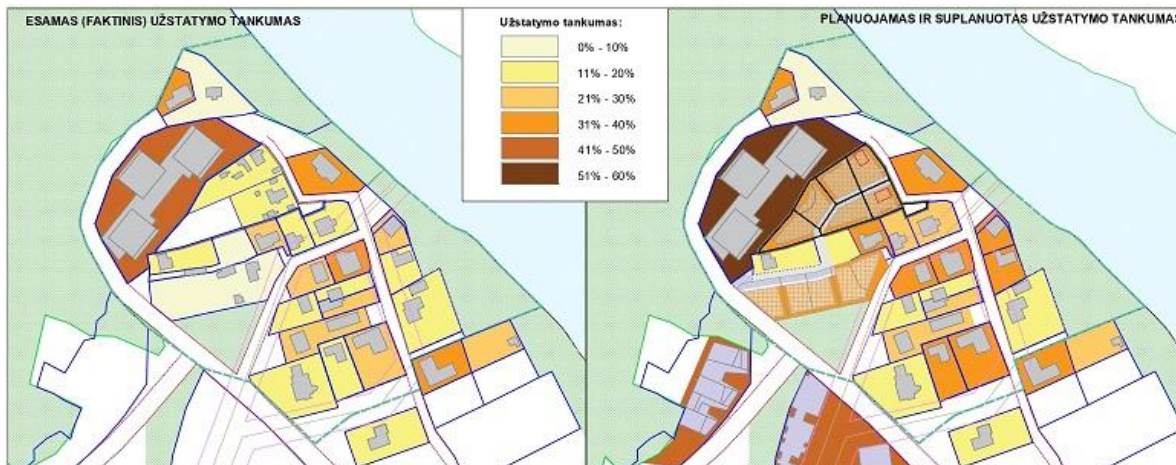 ESAMAS (FAKTINIS) UŽSTATYMO TANKUMAS
Užstatymo tankumas:
0% - 10%
11% - 20%
21% - 30%
31% - 40%
41% - 50%
51% - 60%
PLANUOJAMAS IR SUPLANUOTAS UŽSTATYMO TANKUMAS